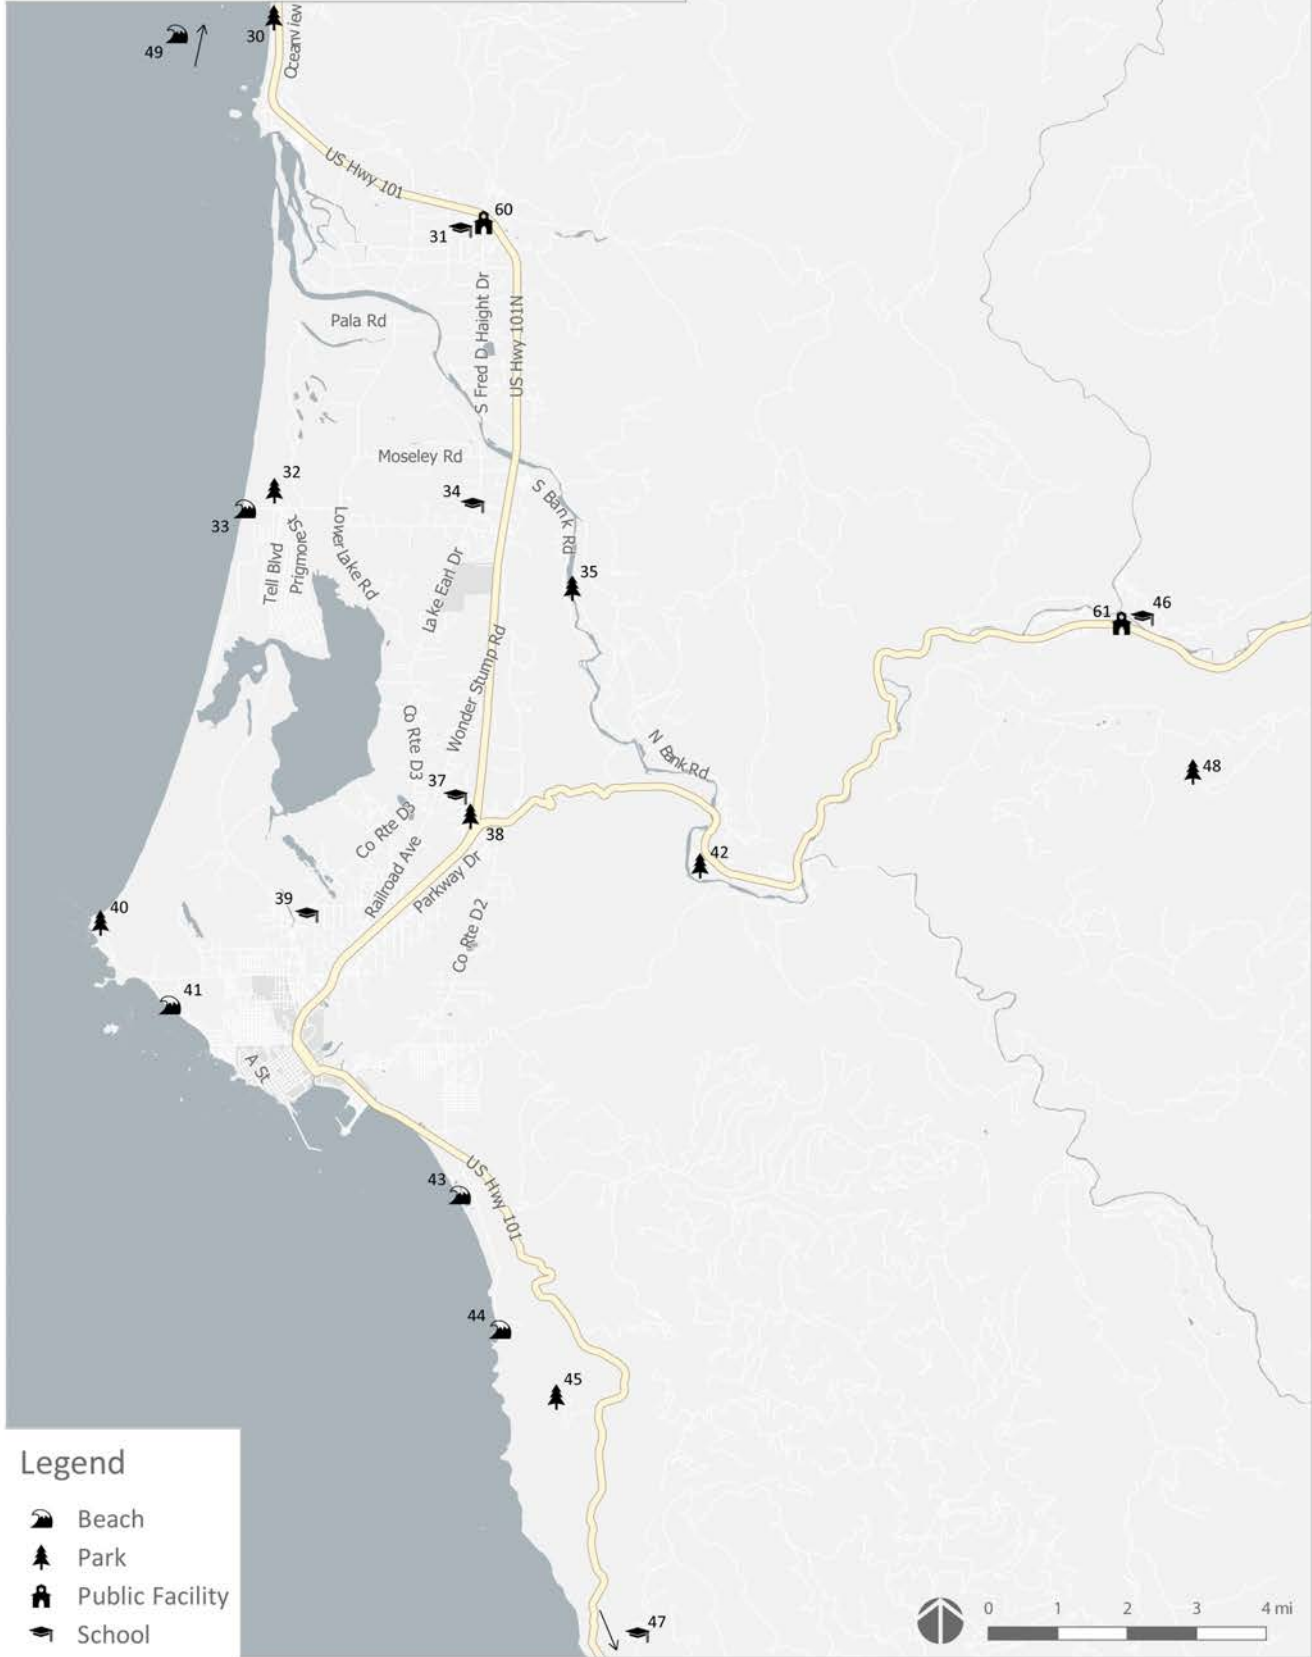 30
49
Oceanview
US Hwy 101
60
31
S Fred D Haight Dr
US Hwy 101N
Pala Rd
Moseley Rd
32
34
33
S Bank Rd
Tell Blvd
Prigmore St
Lower Lake Rd
Lake Earl Dr
35
61
46
Wonder Stump Rd
Co Rte D3
N Bank Rd
48
37
38
Co Rte D3
Railroad Ave
Parkway Dr
42
39
40
Co Rte D2
41
A St
43
US Hwy 101
44
45
47
Legend
Beach
Park
Public Facility
School
0 1 2 3 4 mi